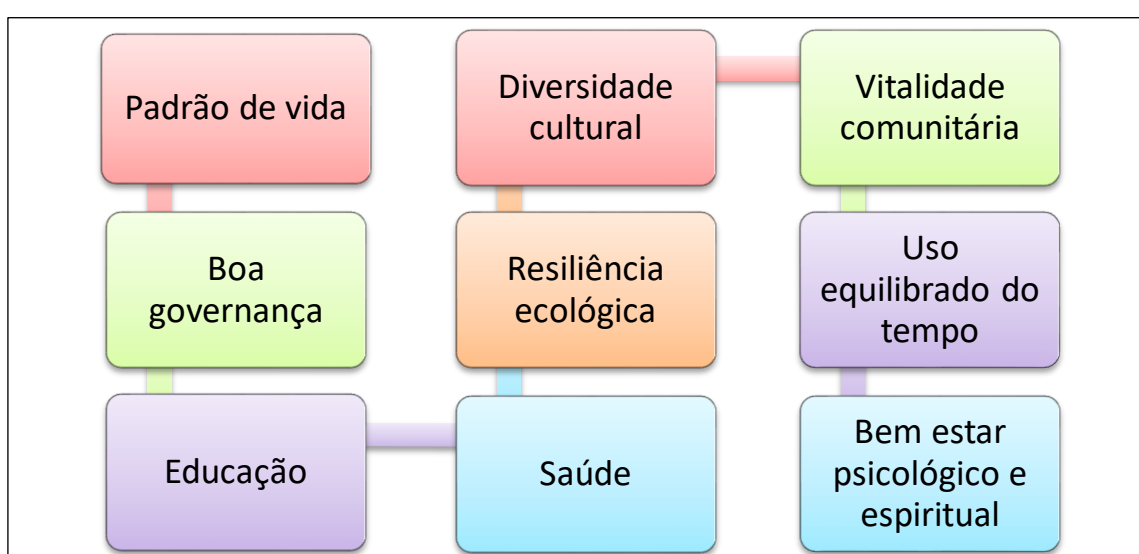 Padrão de vida
Boa
governança
Educação
Saúde
Resiliência
ecológica
Diversidade
cultural
Vitalidade
comunitária
Uso
equilibrado do
tempo
Bem estar
psicológico e
espiritual